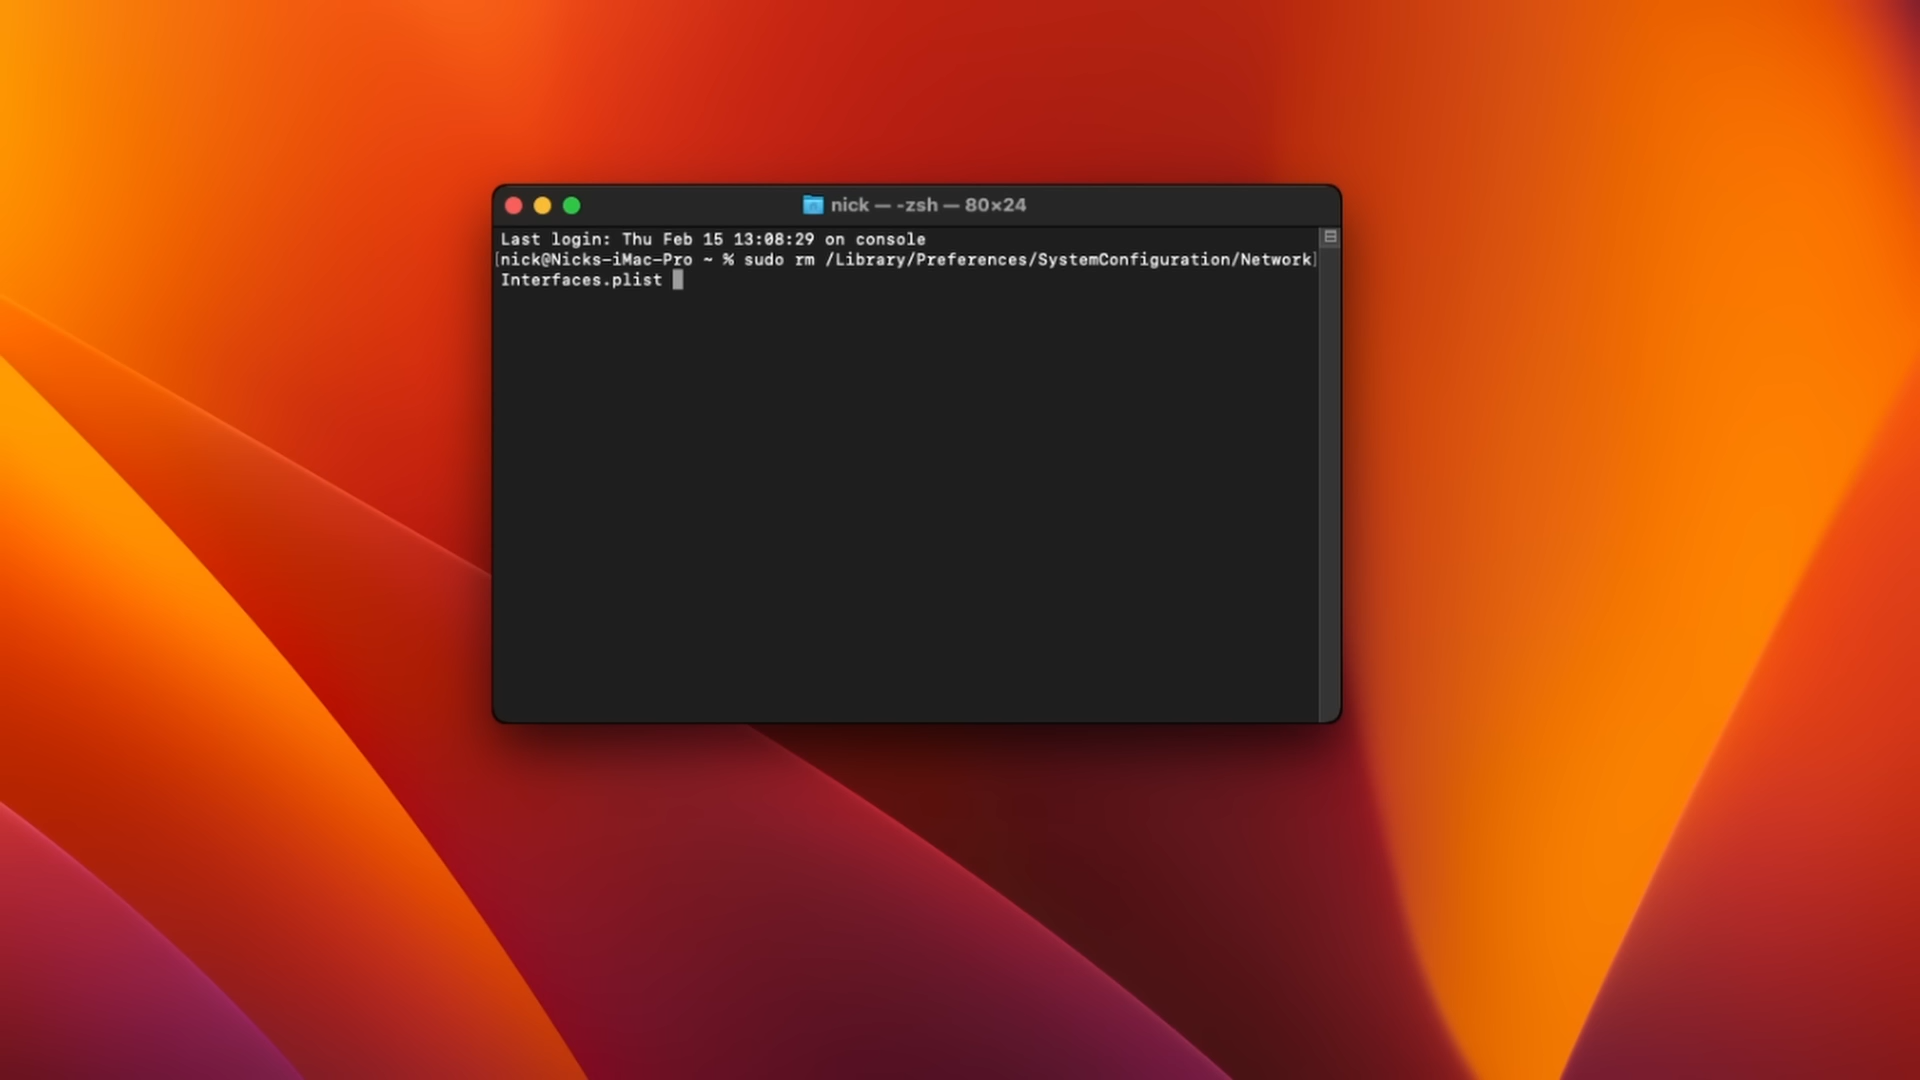 nick — -zsh — 80×24
Last login: Thu Feb 15 13:08:29 on console
[nick@Nicks-iMac-Pro ~ % sudo rm /Library/Preferences/SystemConfiguration/Network]
Interfaces.plist